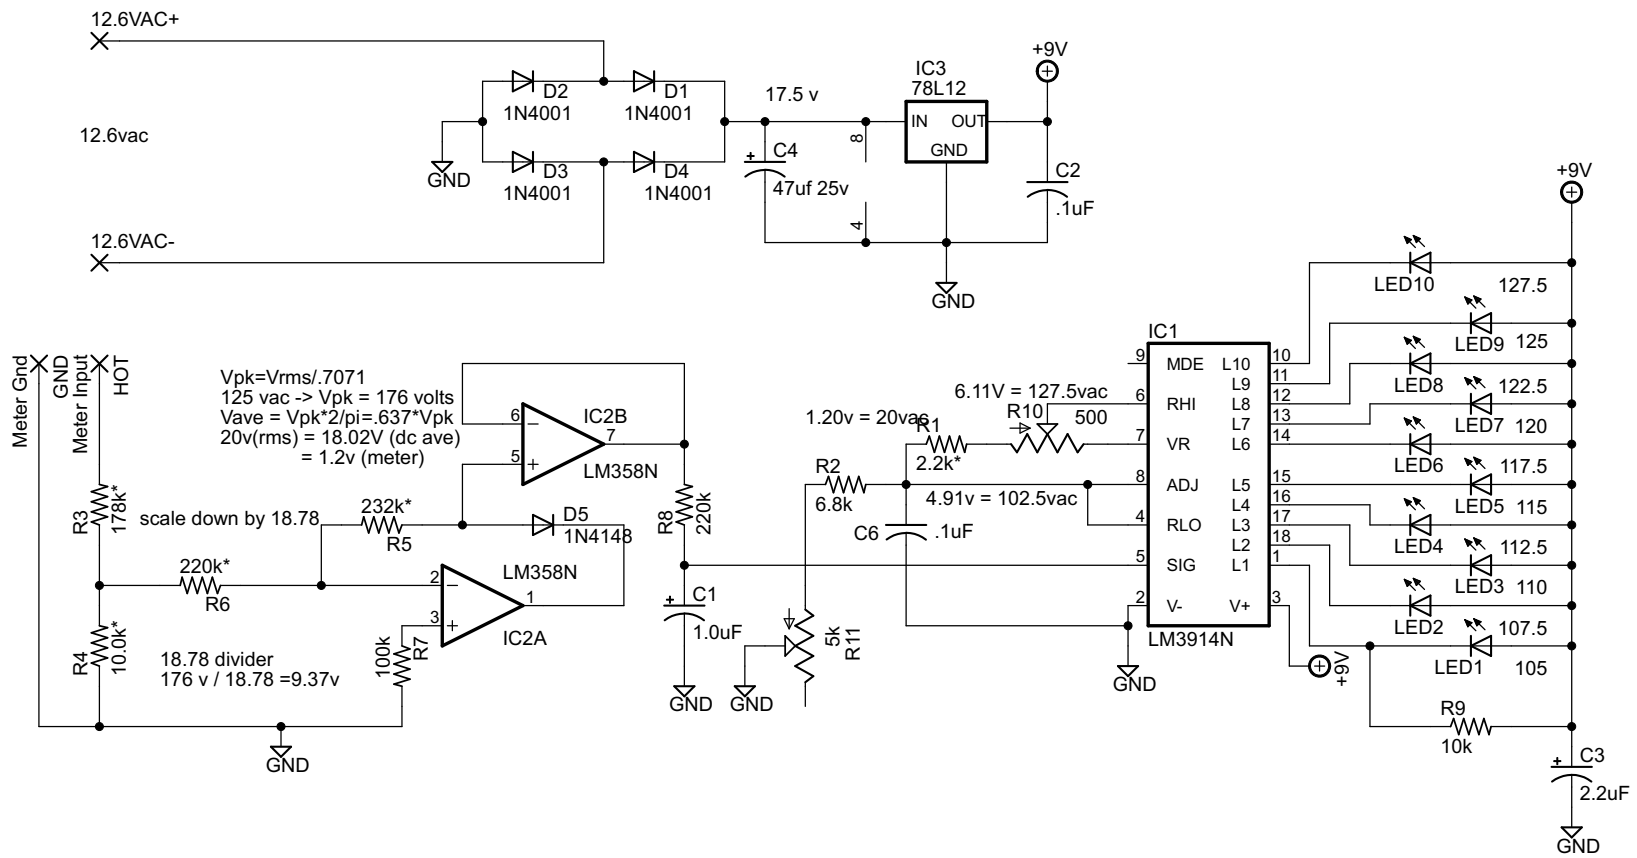 12.6VAC+
12.6vac
12.6VAC-
D2
1N4001
D1
1N4001
D3
1N4001
D4
1N4001
GND
17.5 v
C4
+
47uf 25v
8
4
IC3
78L12
IN
OUT
GND
+9V
C2
.1uF
GND
Meter Gnd
GND
Meter Input
HOT
Vpk=Vrms/.7071
125 vac -> Vpk = 176 volts
Vave = Vpk*2/pi=.637*Vpk
20v(rms) = 18.02V (dc ave)
= 1.2v (meter)
R3
178k*
scale down by 18.78
232k*
R5
220k*
R6
R4
10.0k*
18.78 divider
176 v / 18.78 =9.37v
100k
R7
GND
6
5
7
−
+
IC2B
LM358N
D5
1N4148
2
3
1
−
+
LM358N
IC2A
R8
220k
+
C1
1.0uF
GND
1.20v = 20vac
R1
2.2k*
6.11V = 127.5vac
R10
500
R2
6.8k
4.91v = 102.5vac
C6
.1uF
5k
R11
GND
GND
IC1
9 MDE L10 10
L9 11
6 RHI L8 12
L7 13
7 VR L6 14
8 ADJ L5 15
L4 16
4 RLO L3 17
L2 18
5 SIG L1 1
2 V- V+ 3
LM3914N
+9V
+9V
LED10
127.5
LED9
125
LED8
122.5
LED7
120
LED6
117.5
LED5
115
LED4
112.5
LED3
110
LED2
107.5
LED1
105
R9
10k
+
C3
2.2uF
GND